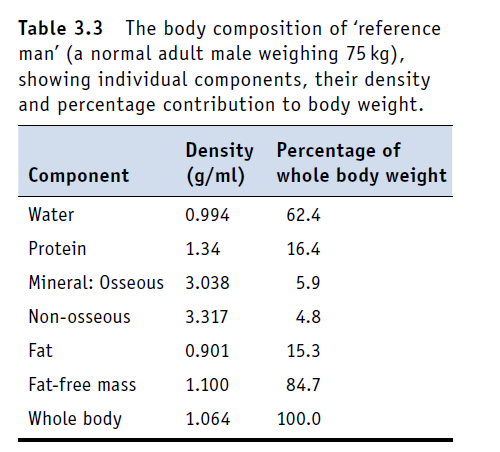 Table 3.3 The body composition of ‘reference
man’ (a normal adult male weighing 75 kg),
showing individual components, their density
and percentage contribution to body weight.
Density Percentage of
Component (g/ml) whole body weight
Water 0.994 62.4
Protein 1.34 16.4
Mineral: Osseous 3.038 5.9
Non-osseous 3.317 4.8
Fat 0.901 15.3
Fat-free mass 1.100 84.7
Whole body 1.064 100.0